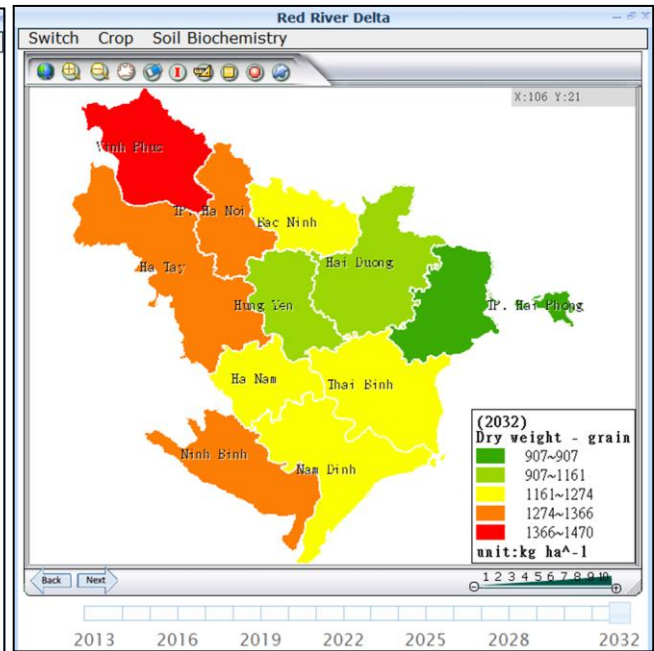 Red River Delta
Switch Crop Soil Biochemistry
X:106 Y:21
Vinh Phuc
TP. Ha Noi
Bac Ninh
Ha Tay
Hai Duong
Hung Yen
TP. Hai Phong
Ha Nam
Thai Binh
Ninh Binh
Nam Dinh
(2032)
Dry weight - grain
907~907
907~1161
1161~1274
1274~1366
1366~1470
unit:kg ha^-1
Back Next
1 2 3 4 5 6 7 8 9 10
2013 2016 2019 2022 2025 2028 2032